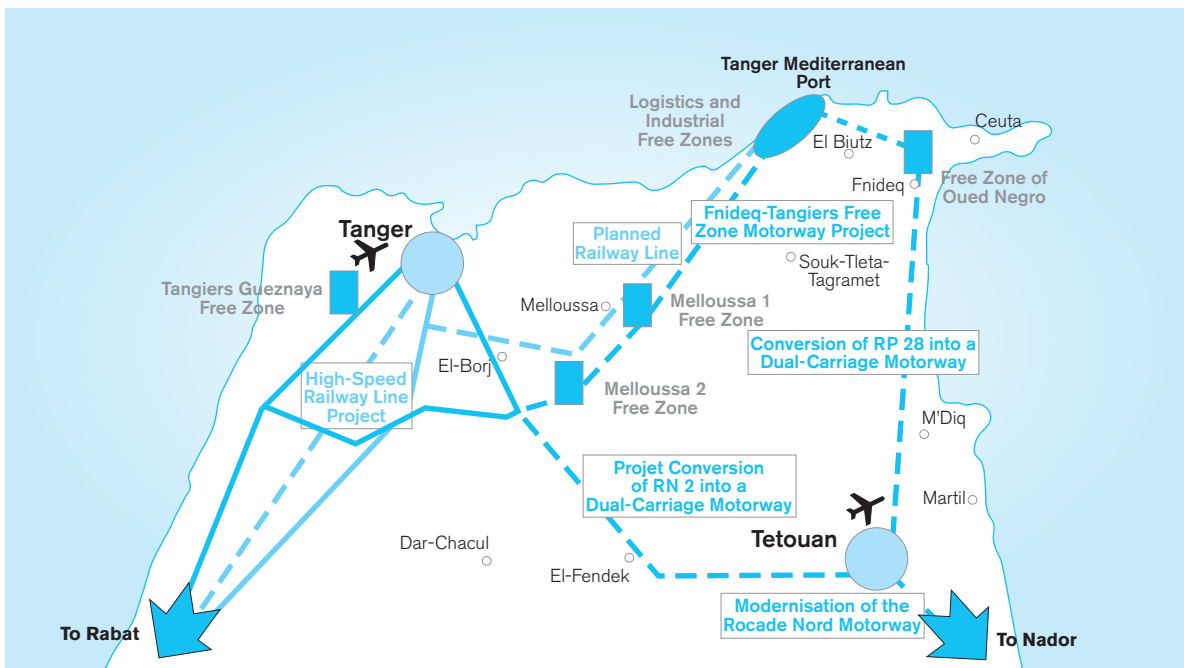 Tanger Mediterranean
Port
Logistics and
Industrial
Free Zones
Ceuta
El Biutz
Fnideq
Free Zone of
Oued Negro
Tanger
Planned
Railway Line
Fnideq-Tangiers Free
Zone Motorway Project
Souk-Tleta-
Tagramet
Tangiers Gueznaya
Free Zone
Melloussa
Melloussa 1
Free Zone
Conversion of RP 28 into a
Dual-Carriage Motorway
El-Borj
High-Speed
Railway Line
Project
Melloussa 2
Free Zone
M'Diq
Projet Conversion
of RN 2 into a
Dual-Carriage Motorway
Martil
Tetouan
Dar-Chacul
El-Fendek
Modernisation of the
Rocade Nord Motorway
To Rabat
To Nador